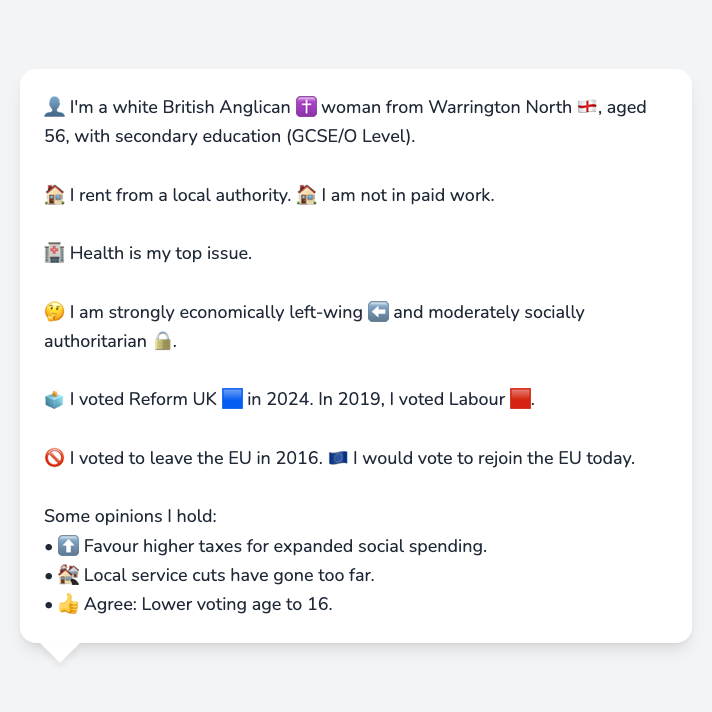 👤 I'm a white British Anglican ✝️ woman from Warrington North 🏴󠁧󠁢󠁥󠁮󠁧󠁿, aged
56, with secondary education (GCSE/O Level).
🏠 I rent from a local authority. 🏠 I am not in paid work.
🏥 Health is my top issue.
🤔 I am strongly economically left-wing ⬅️ and moderately socially
authoritarian 🔒.
🗳️ I voted Reform UK 🟦 in 2024. In 2019, I voted Labour 🟥.
🚫 I voted to leave the EU in 2016. 🇪🇺 I would vote to rejoin the EU today.
Some opinions I hold:
• ⬆️ Favour higher taxes for expanded social spending.
• 🏚️ Local service cuts have gone too far.
• 👍 Agree: Lower voting age to 16.